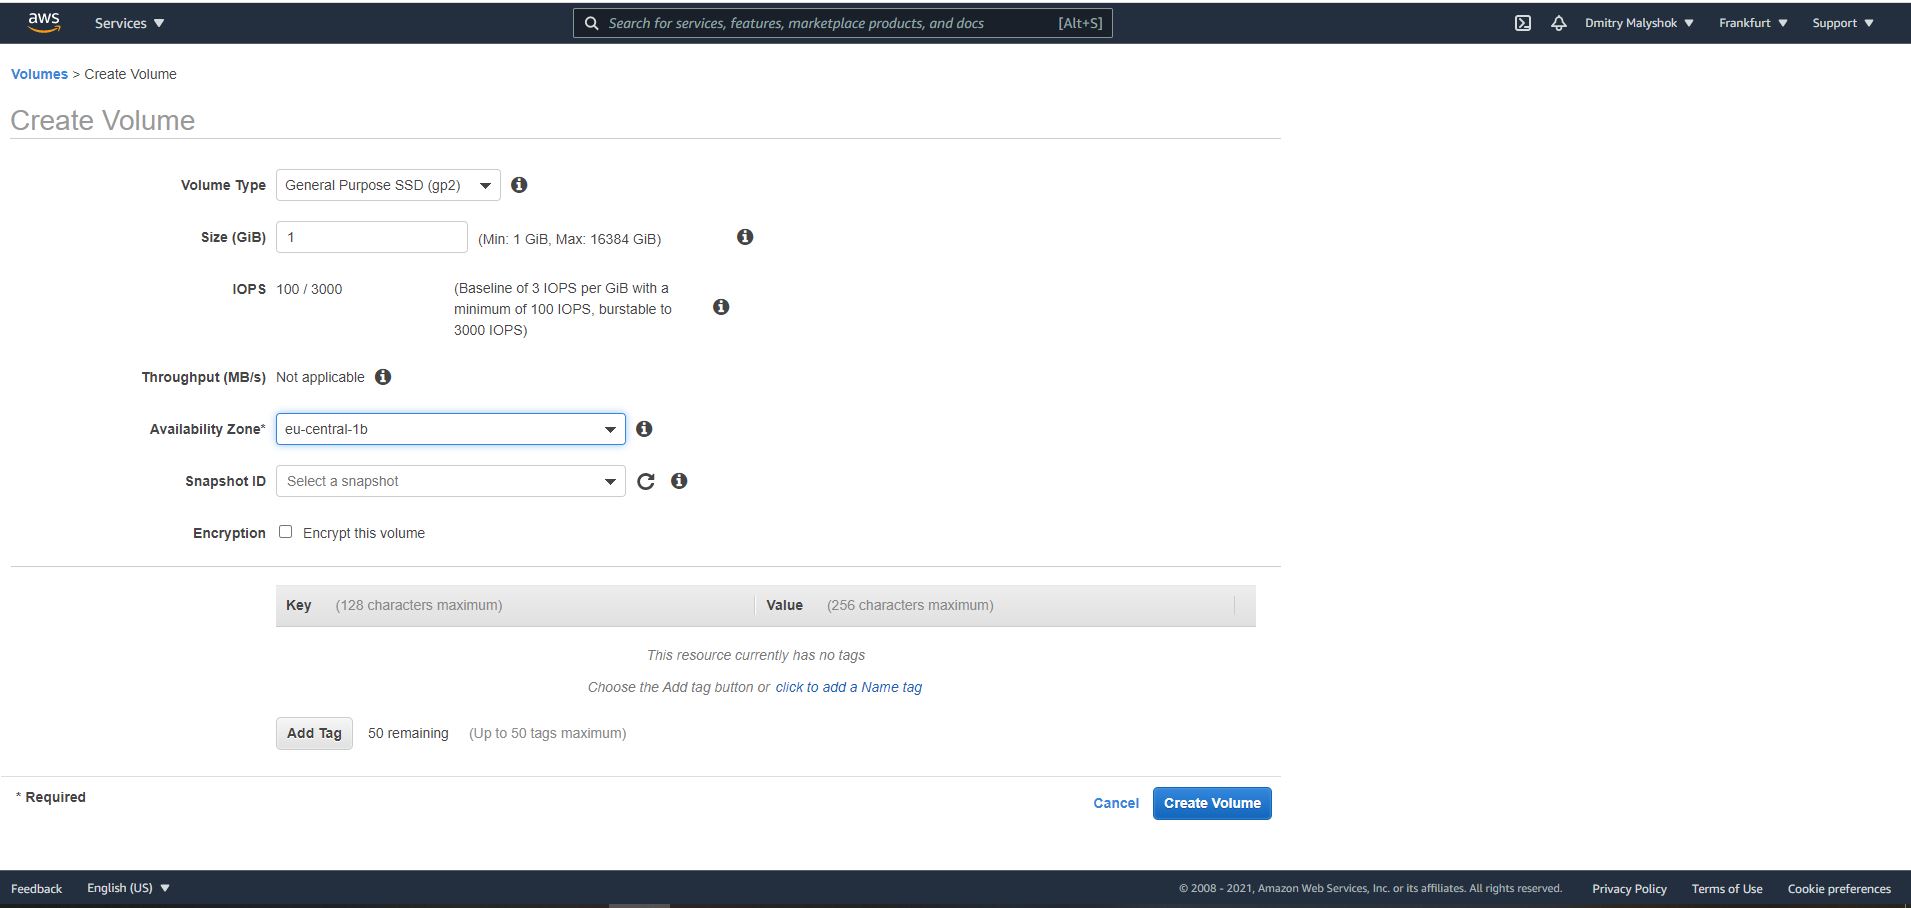 aws Services Search for services, features, marketplace products, and docs [Alt+S] Dmitry Malyshok Frankfurt Support
Volumes > Create Volume
Create Volume
Volume Type General Purpose SSD (gp2)
Size (GiB) 1 (Min: 1 GiB, Max: 16384 GiB)
IOPS 100 / 3000 (Baseline of 3 IOPS per GiB with a
minimum of 100 IOPS, burstable to
3000 IOPS)
Throughput (MB/s) Not applicable
Availability Zone* eu-central-1b
Snapshot ID Select a snapshot
Encryption Encrypt this volume
Key (128 characters maximum) Value (256 characters maximum)
This resource currently has no tags
Choose the Add tag button or click to add a Name tag
Add Tag 50 remaining (Up to 50 tags maximum)
* Required
Cancel Create Volume
Feedback English (US) © 2008 - 2021, Amazon Web Services, Inc. or its affiliates. All rights reserved. Privacy Policy Terms of Use Cookie preferences